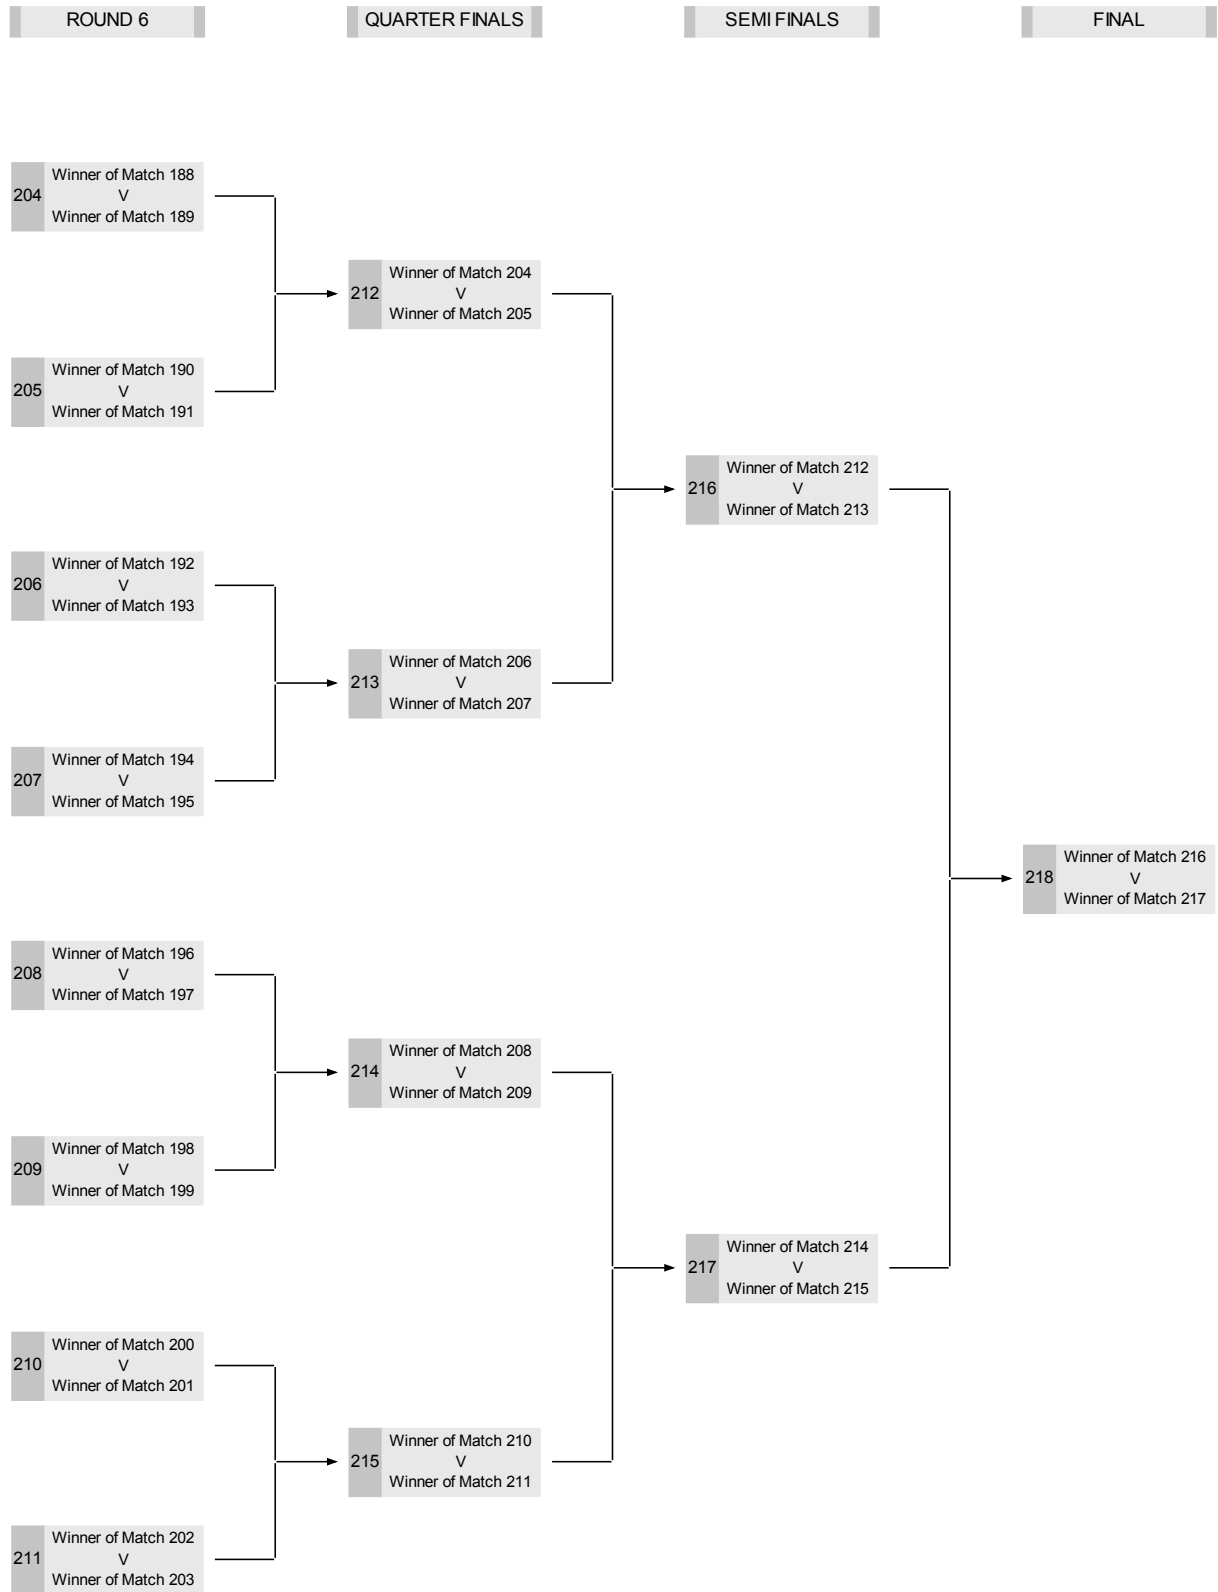 ROUND 6
QUARTER FINALS
SEMI FINALS
FINAL
204
Winner of Match 188
V
Winner of Match 189
205
Winner of Match 190
V
Winner of Match 191
206
Winner of Match 192
V
Winner of Match 193
207
Winner of Match 194
V
Winner of Match 195
208
Winner of Match 196
V
Winner of Match 197
209
Winner of Match 198
V
Winner of Match 199
210
Winner of Match 200
V
Winner of Match 201
211
Winner of Match 202
V
Winner of Match 203
212
Winner of Match 204
V
Winner of Match 205
213
Winner of Match 206
V
Winner of Match 207
214
Winner of Match 208
V
Winner of Match 209
215
Winner of Match 210
V
Winner of Match 211
216
Winner of Match 212
V
Winner of Match 213
217
Winner of Match 214
V
Winner of Match 215
218
Winner of Match 216
V
Winner of Match 217